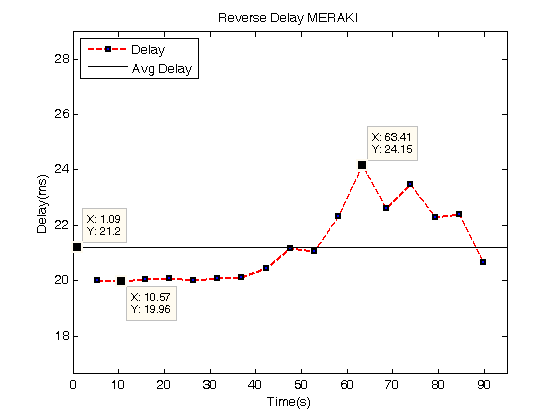 Reverse Delay MERAKI
Delay
Avg Delay
X: 63.41
Y: 24.15
X: 1.09
Y: 21.2
X: 10.57
Y: 19.96
Delay(ms)
28
26
24
22
20
18
0 10 20 30 40 50 60 70 80 90
Time(s)